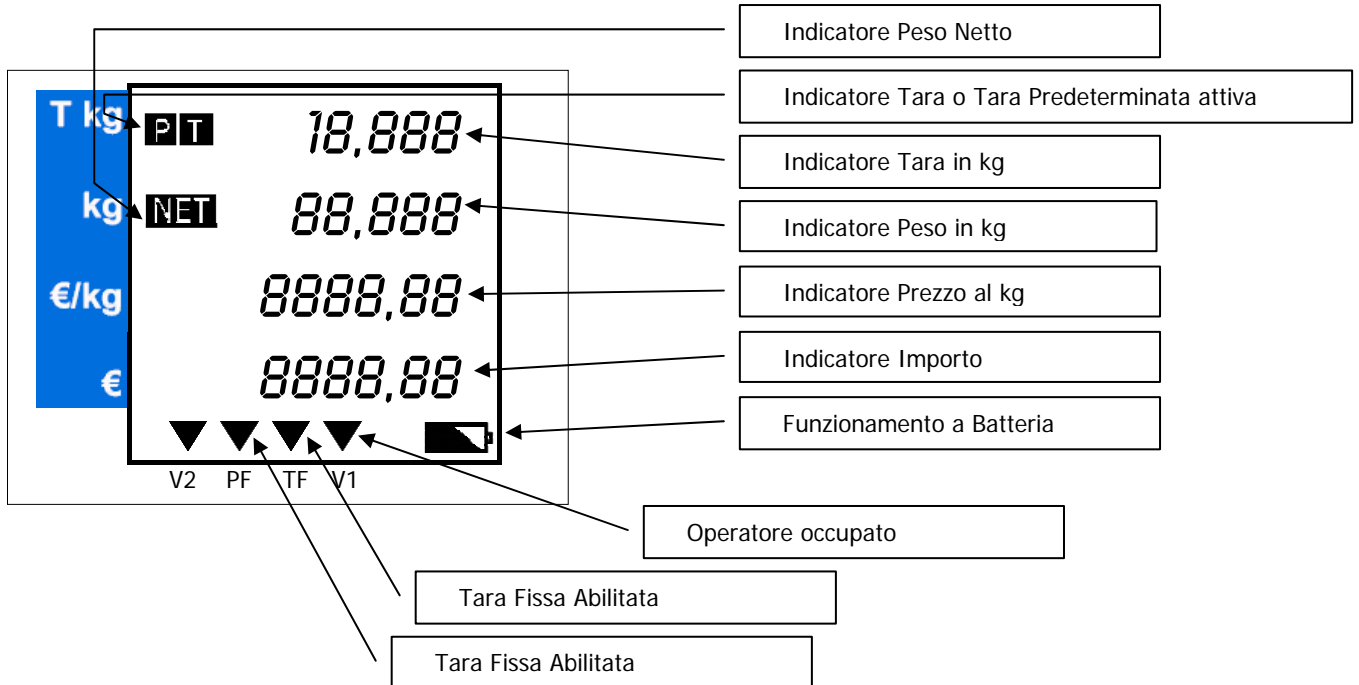 Indicatore Peso Netto
Indicatore Tara o Tara Predeterminata attiva
T kg PT 18,888
Indicatore Tara in kg
kg NET 88,888
Indicatore Peso in kg
€/kg 8888,88
Indicatore Prezzo al kg
€ 8888,88
Indicatore Importo
Funzionamento a Batteria
V2 PF TF V1
Operatore occupato
Tara Fissa Abilitata
Tara Fissa Abilitata